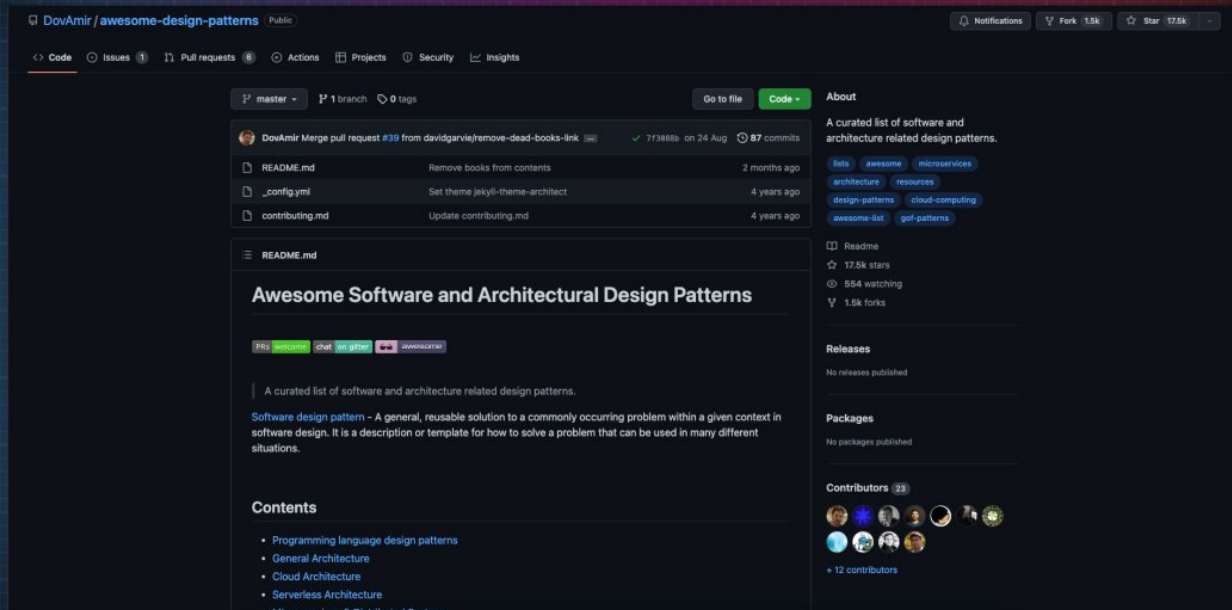 DovAmir / awesome-design-patterns Public
Notifications Fork 1.5k Star 17.5k
Code Issues 1 Pull requests 6 Actions Projects Security Insights
master 1 branch 0 tags Go to file Code
DovAmir Merge pull request #39 from davidgarvie/remove-dead-books-link ... on 24 Aug 87 commits
README.md Remove books from contents 2 months ago
_config.yml Set theme jekyll-theme-architect 4 years ago
contributing.md Update contributing.md 4 years ago
README.md
Awesome Software and Architectural Design Patterns
PRs welcome chat on gitter awesome
A curated list of software and architecture related design patterns.
Software design pattern - A general, reusable solution to a commonly occurring problem within a given context in
software design. It is a description or template for how to solve a problem that can be used in many different
situations.
Contents
• Programming language design patterns
• General Architecture
• Cloud Architecture
• Serverless Architecture
About
A curated list of software and
architecture related design patterns.
lists awesome microservices
architecture resources
design-patterns cloud-computing
awesome-list gof-patterns
Readme
17.5k stars
554 watching
1.5k forks
Releases
No releases published
Packages
No packages published
Contributors 23
+ 12 contributors